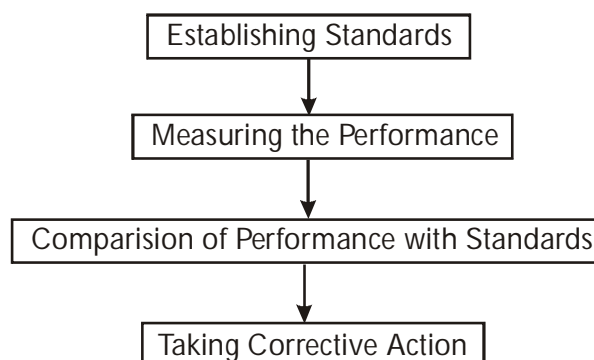 Establishing Standards
Measuring the Performance
Comparision of Performance with Standards
Taking Corrective Action